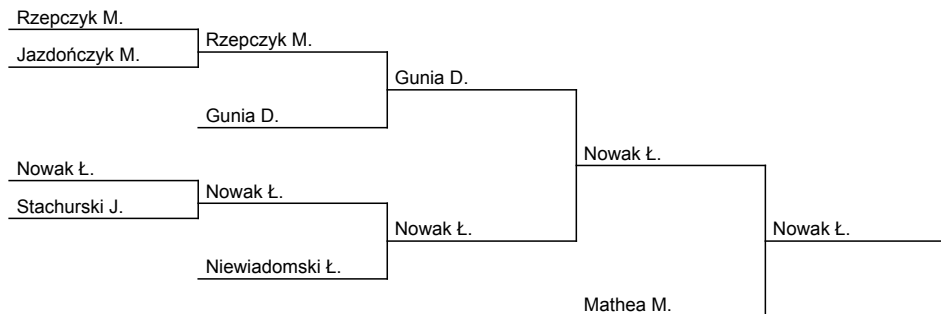 Rzepczyk M.
Rzepczyk M.
Jazdończyk M.
Gunia D.
Gunia D.
Nowak Ł.
Nowak Ł.
Nowak Ł.
Stachurski J.
Nowak Ł.
Nowak Ł.
Niewiadomski Ł.
Mathea M.